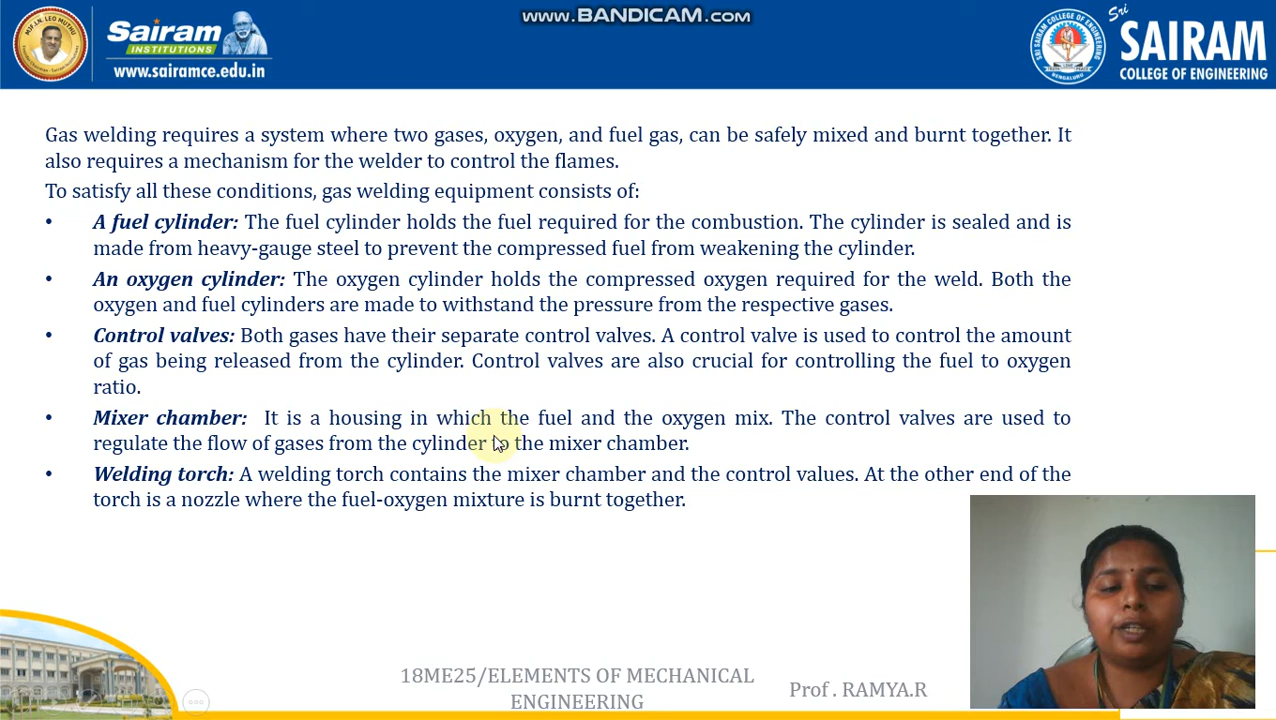 www.BANDICAM.com
MJF.LN. LEO MUTHU
Sairam
INSTITUTIONS
www.sairamce.edu.in
Sri
SAIRAM
COLLEGE OF ENGINEERING
Gas welding requires a system where two gases, oxygen, and fuel gas, can be safely mixed and burnt together. It
also requires a mechanism for the welder to control the flames.
To satisfy all these conditions, gas welding equipment consists of:
• A fuel cylinder: The fuel cylinder holds the fuel required for the combustion. The cylinder is sealed and is
made from heavy-gauge steel to prevent the compressed fuel from weakening the cylinder.
• An oxygen cylinder: The oxygen cylinder holds the compressed oxygen required for the weld. Both the
oxygen and fuel cylinders are made to withstand the pressure from the respective gases.
• Control valves: Both gases have their separate control valves. A control valve is used to control the amount
of gas being released from the cylinder. Control valves are also crucial for controlling the fuel to oxygen
ratio.
• Mixer chamber: It is a housing in which the fuel and the oxygen mix. The control valves are used to
regulate the flow of gases from the cylinder to the mixer chamber.
• Welding torch: A welding torch contains the mixer chamber and the control values. At the other end of the
torch is a nozzle where the fuel-oxygen mixture is burnt together.
18ME25/ELEMENTS OF MECHANICAL
ENGINEERING
Prof . RAMYA.R